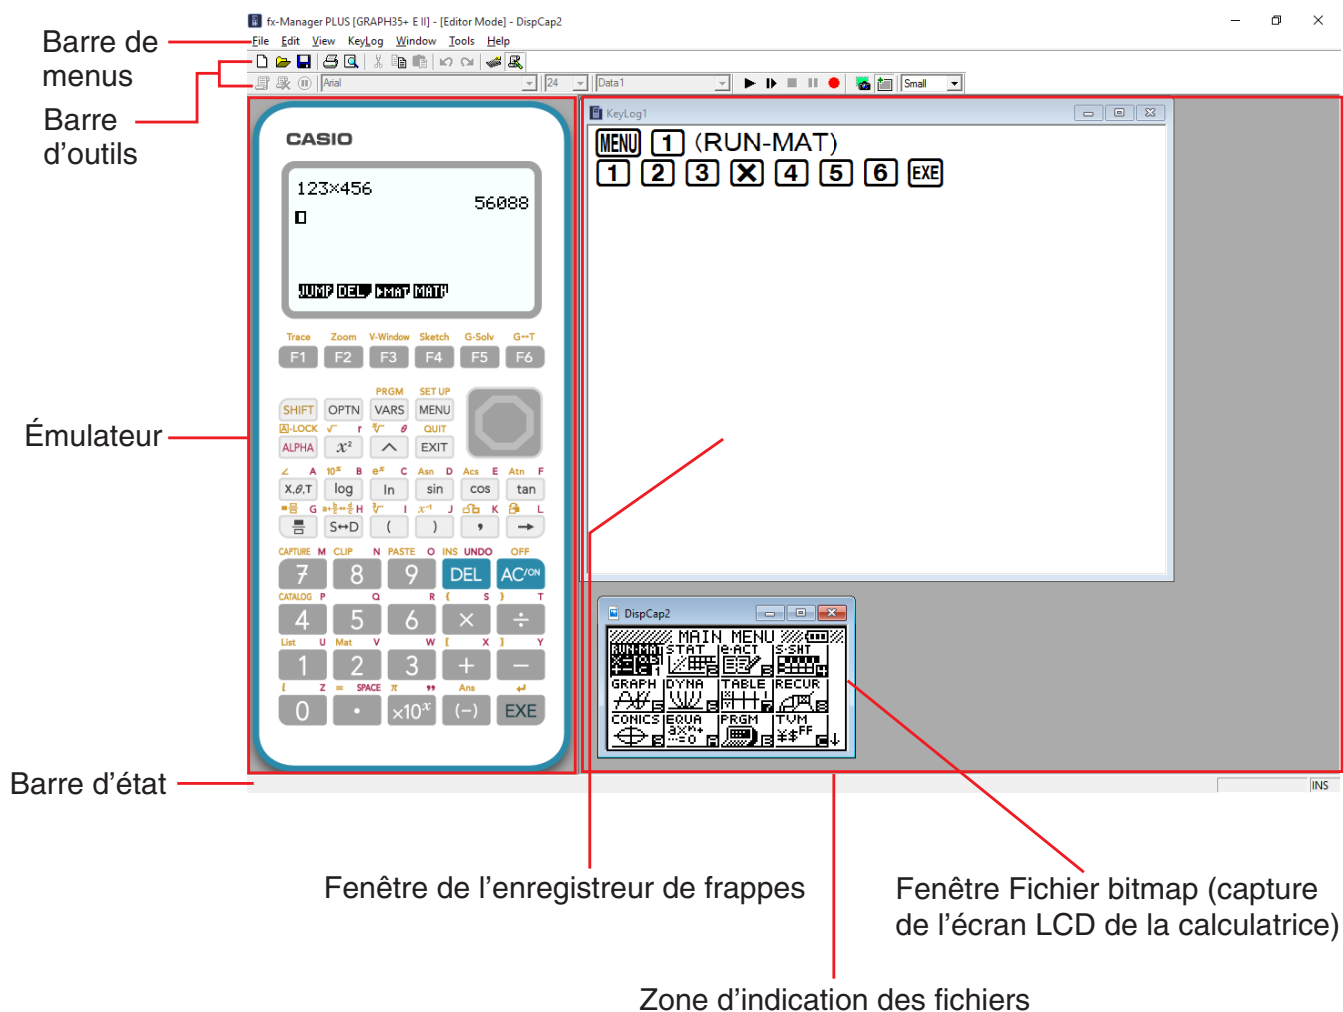 fx-Manager PLUS [GRAPH35+ E II] - [Editor Mode] - DispCap2
File Edit View KeyLog Window Tools Help
Arial 24 Data1 Small
Barre de
menus
Barre
d'outils
Émulateur
Barre d'état
CASIO
123×456
56088
JUMP DEL ►MAT MATH
Trace Zoom V-Window Sketch G-Solv G↔T
F1 F2 F3 F4 F5 F6
PRGM SET UP
SHIFT OPTN VARS MENU
A-LOCK √ r ˣ√ θ QUIT
ALPHA x² ^ EXIT
∠ A 10ˣ B eˣ C Asn D Acs E Atn F
X,θ,T log ln sin cos tan
G H ³√ I x⁻¹ J K L
S↔D ( ) , →
CAPTURE M CLIP N PASTE O INS UNDO OFF
7 8 9 DEL AC/ON
CATALOG P Q R { S } T
4 5 6 × ÷
List U Mat V W [ X ] Y
1 2 3 + −
i Z = SPACE π " Ans ↵
0 • ×10ˣ (−) EXE
KeyLog1
MENU 1 (RUN-MAT)
1 2 3 × 4 5 6 EXE
DispCap2
MAIN MENU
RUN-MAT STAT e-ACT S-SHT
GRAPH DYNA TABLE RECUR
CONICS EQUA PRGM TVM
INS
Fenêtre de l'enregistreur de frappes
Fenêtre Fichier bitmap (capture
de l'écran LCD de la calculatrice)
Zone d'indication des fichiers